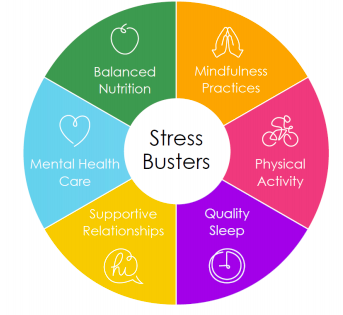 Balanced
Nutrition
Mindfulness
Practices
Stress
Busters
Mental Health
Care
Physical
Activity
Supportive
Relationships
Quality
Sleep
hi